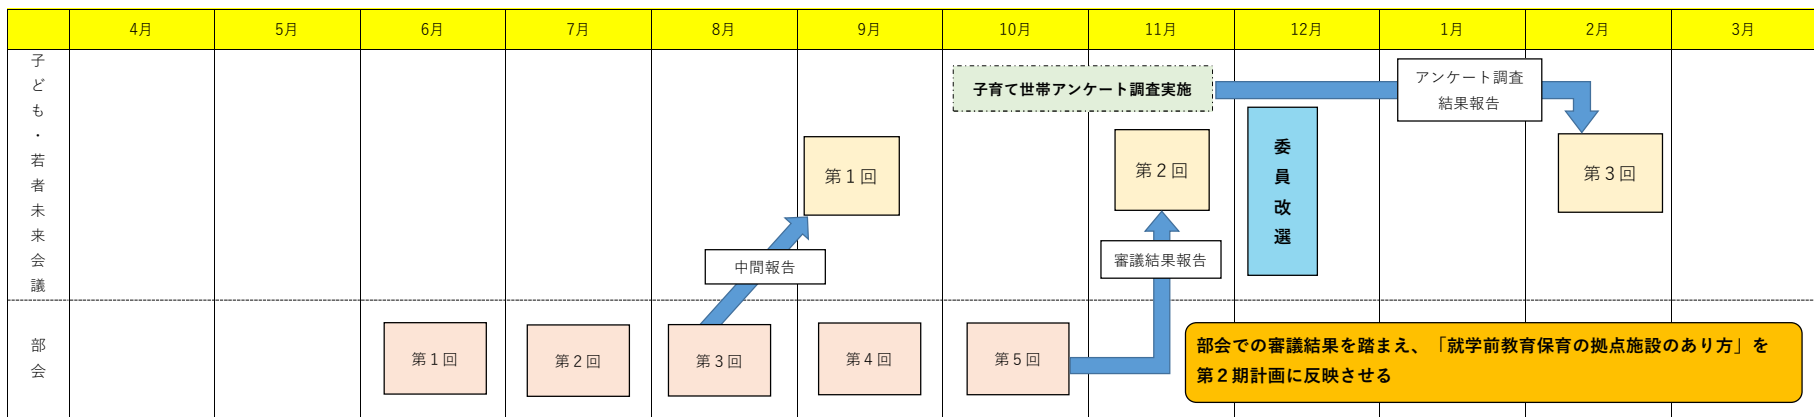 4月
5月
6月
7月
8月
9月
10月
11月
12月
1月
2月
3月
子ども・若者未来会議
子育て世帯アンケート調査実施
アンケート調査
結果報告
第1回
第2回
委員改選
第3回
中間報告
審議結果報告
部会
第1回
第2回
第3回
第4回
第5回
部会での審議結果を踏まえ、「就学前教育保育の拠点施設のあり方」を
第2期計画に反映させる